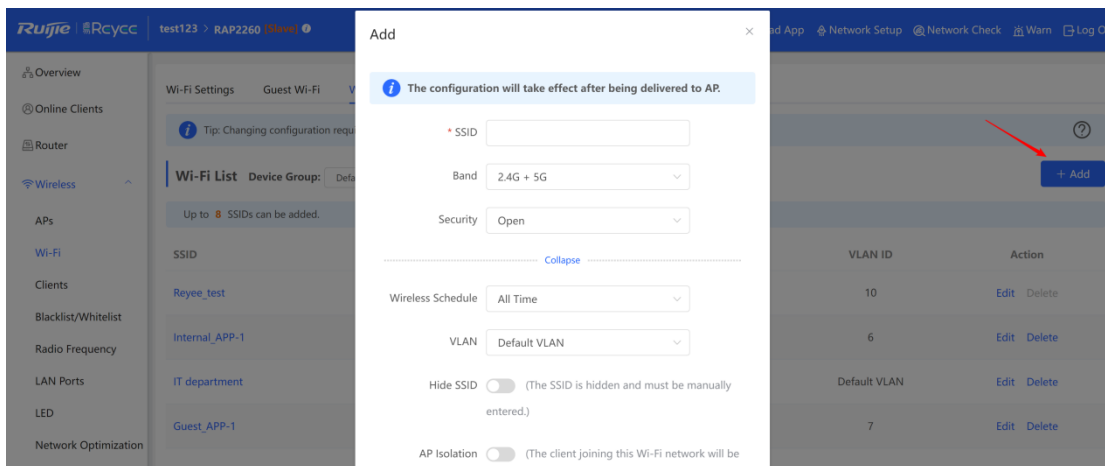 Ruijie | Rcycc test123 > RAP2260 [Slave] ad App Network Setup Network Check Warn Log O
Add
Overview
Online Clients
Router
Wireless
APs
Wi-Fi
Clients
Blacklist/Whitelist
Radio Frequency
LAN Ports
LED
Network Optimization
Wi-Fi Settings Guest Wi-Fi
The configuration will take effect after being delivered to AP.
Tip: Changing configuration requ
* SSID
Wi-Fi List Device Group: Defa
+ Add
Band 2.4G + 5G
Up to 8 SSIDs can be added.
Security Open
SSID VLAN ID Action
Collapse
Reyee_test 10 Edit Delete
Wireless Schedule All Time
Internal_APP-1 6 Edit Delete
VLAN Default VLAN
IT department Default VLAN Edit Delete
Hide SSID (The SSID is hidden and must be manually
entered.)
Guest_APP-1 7 Edit Delete
AP Isolation (The client joining this Wi-Fi network will be